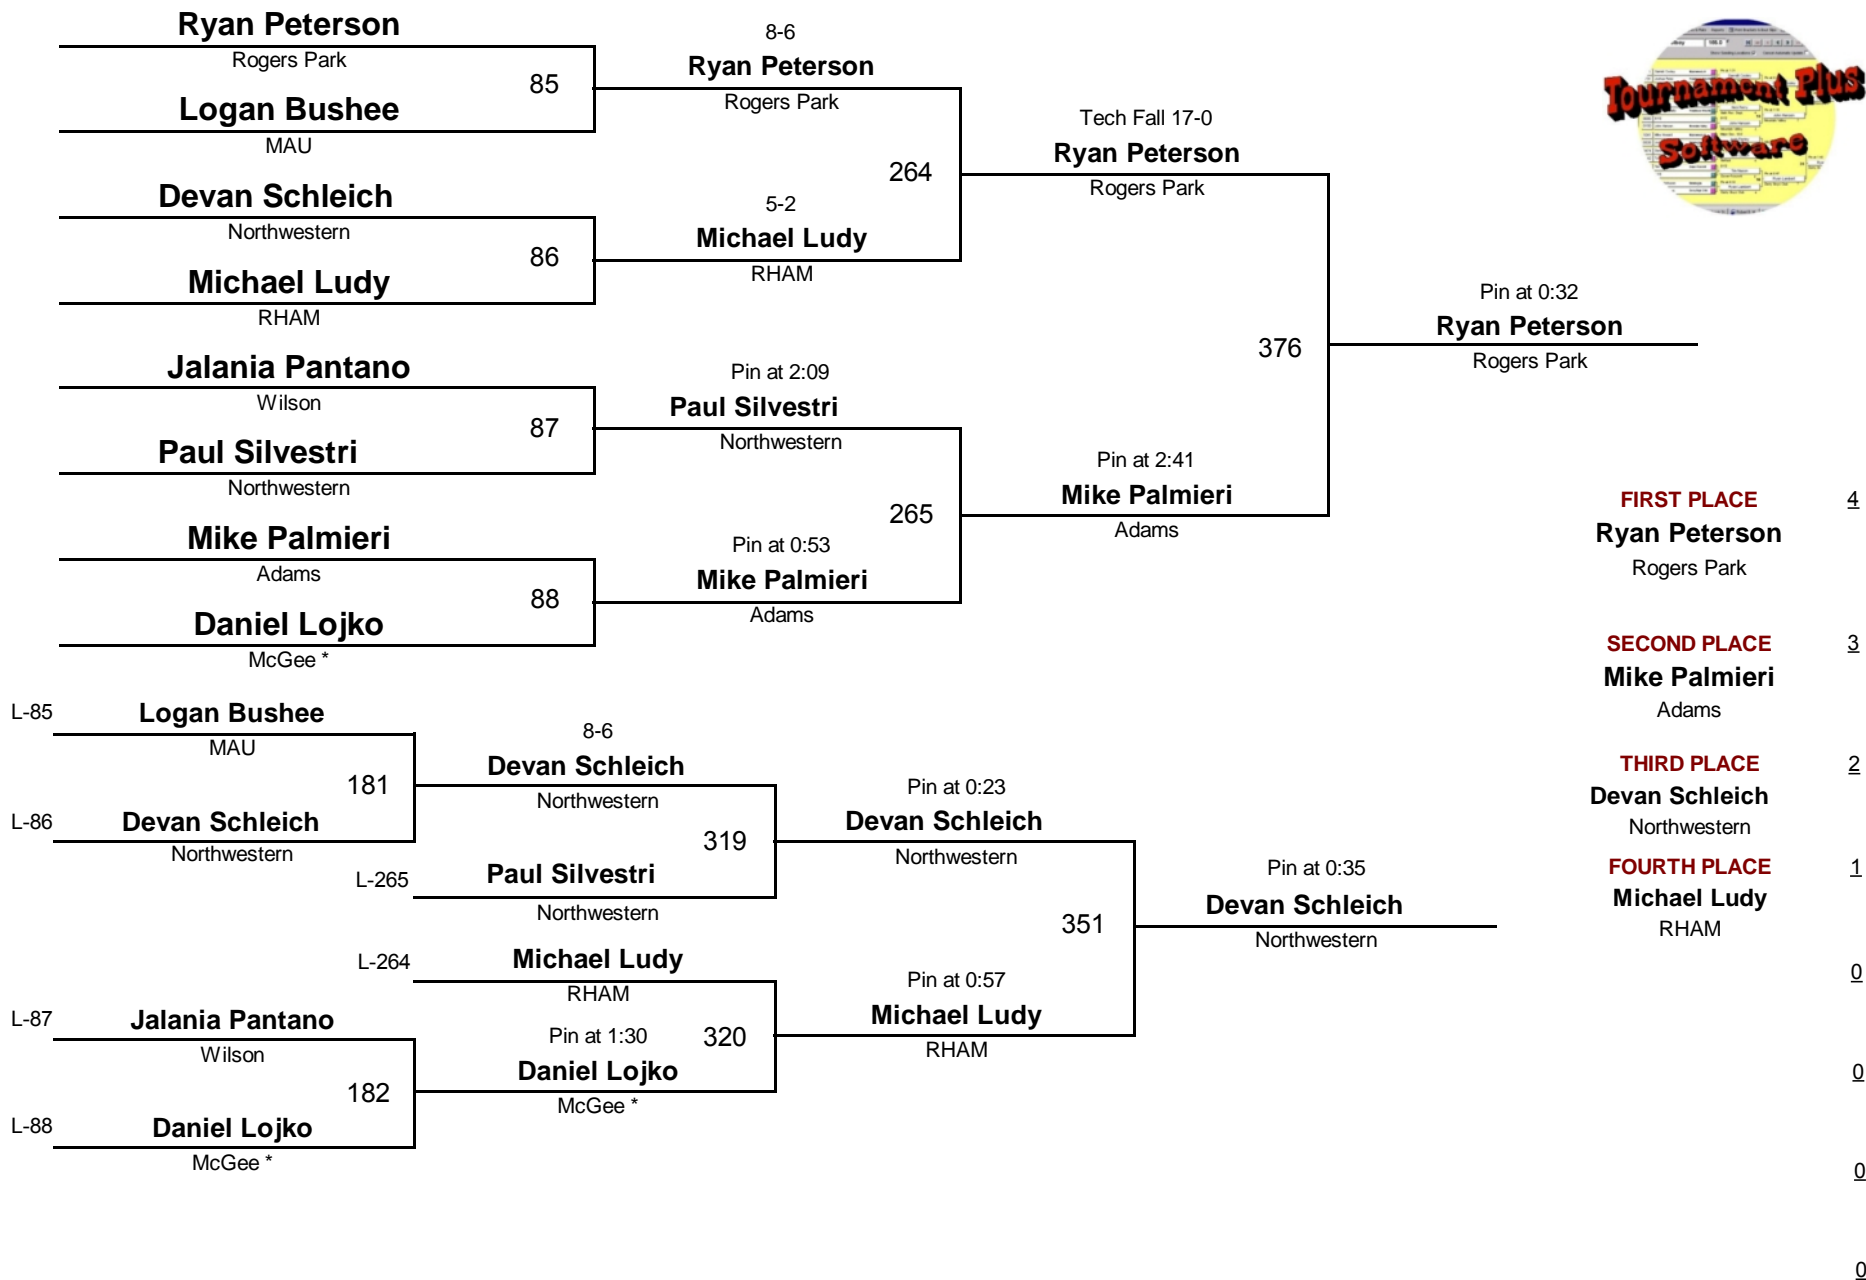 Ryan Peterson
Rogers Park
85
Logan Bushee
MAU
8-6
Ryan Peterson
Rogers Park
Devan Schleich
Northwestern
86
Michael Ludy
RHAM
5-2
Michael Ludy
RHAM
264
Tech Fall 17-0
Ryan Peterson
Rogers Park
Jalania Pantano
Wilson
87
Paul Silvestri
Northwestern
Pin at 2:09
Paul Silvestri
Northwestern
Mike Palmieri
Adams
88
Daniel Lojko
McGee *
Pin at 0:53
Mike Palmieri
Adams
265
Pin at 2:41
Mike Palmieri
Adams
376
Pin at 0:32
Ryan Peterson
Rogers Park
Tournament Plus
Software
FIRST PLACE 4
Ryan Peterson
Rogers Park
SECOND PLACE 3
Mike Palmieri
Adams
THIRD PLACE 2
Devan Schleich
Northwestern
FOURTH PLACE 1
Michael Ludy
RHAM
0
0
0
0
L-85 Logan Bushee
MAU
181
L-86 Devan Schleich
Northwestern
8-6
Devan Schleich
Northwestern
319
L-265 Paul Silvestri
Northwestern
Pin at 0:23
Devan Schleich
Northwestern
L-264 Michael Ludy
RHAM
L-87 Jalania Pantano
Wilson
182
L-88 Daniel Lojko
McGee *
Pin at 1:30
Daniel Lojko
McGee *
320
Pin at 0:57
Michael Ludy
RHAM
351
Pin at 0:35
Devan Schleich
Northwestern